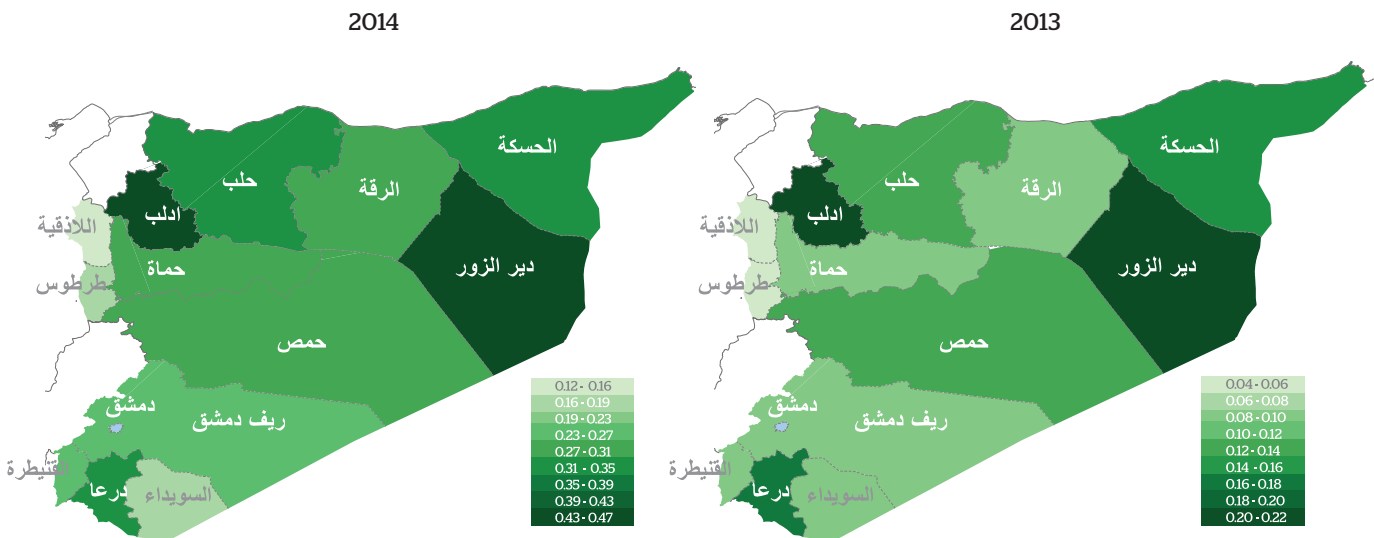 2014
2013
الحسكة
حلب
الرقة
ادلب
اللاذقية
حماة
دير الزور
طرطوس
حمص
دمشق
ريف دمشق
القنيطرة
درعا
السويداء
0.12 - 0.16
0.16 - 0.19
0.19 - 0.23
0.23 - 0.27
0.27 - 0.31
0.31 - 0.35
0.35 - 0.39
0.39 - 0.43
0.43 - 0.47
الحسكة
حلب
الرقة
ادلب
اللاذقية
حماة
دير الزور
طرطوس
حمص
دمشق
ريف دمشق
القنيطرة
درعا
السويداء
0.04 - 0.06
0.06 - 0.08
0.08 - 0.10
0.10 - 0.12
0.12 - 0.14
0.14 - 0.16
0.16 - 0.18
0.18 - 0.20
0.20 - 0.22